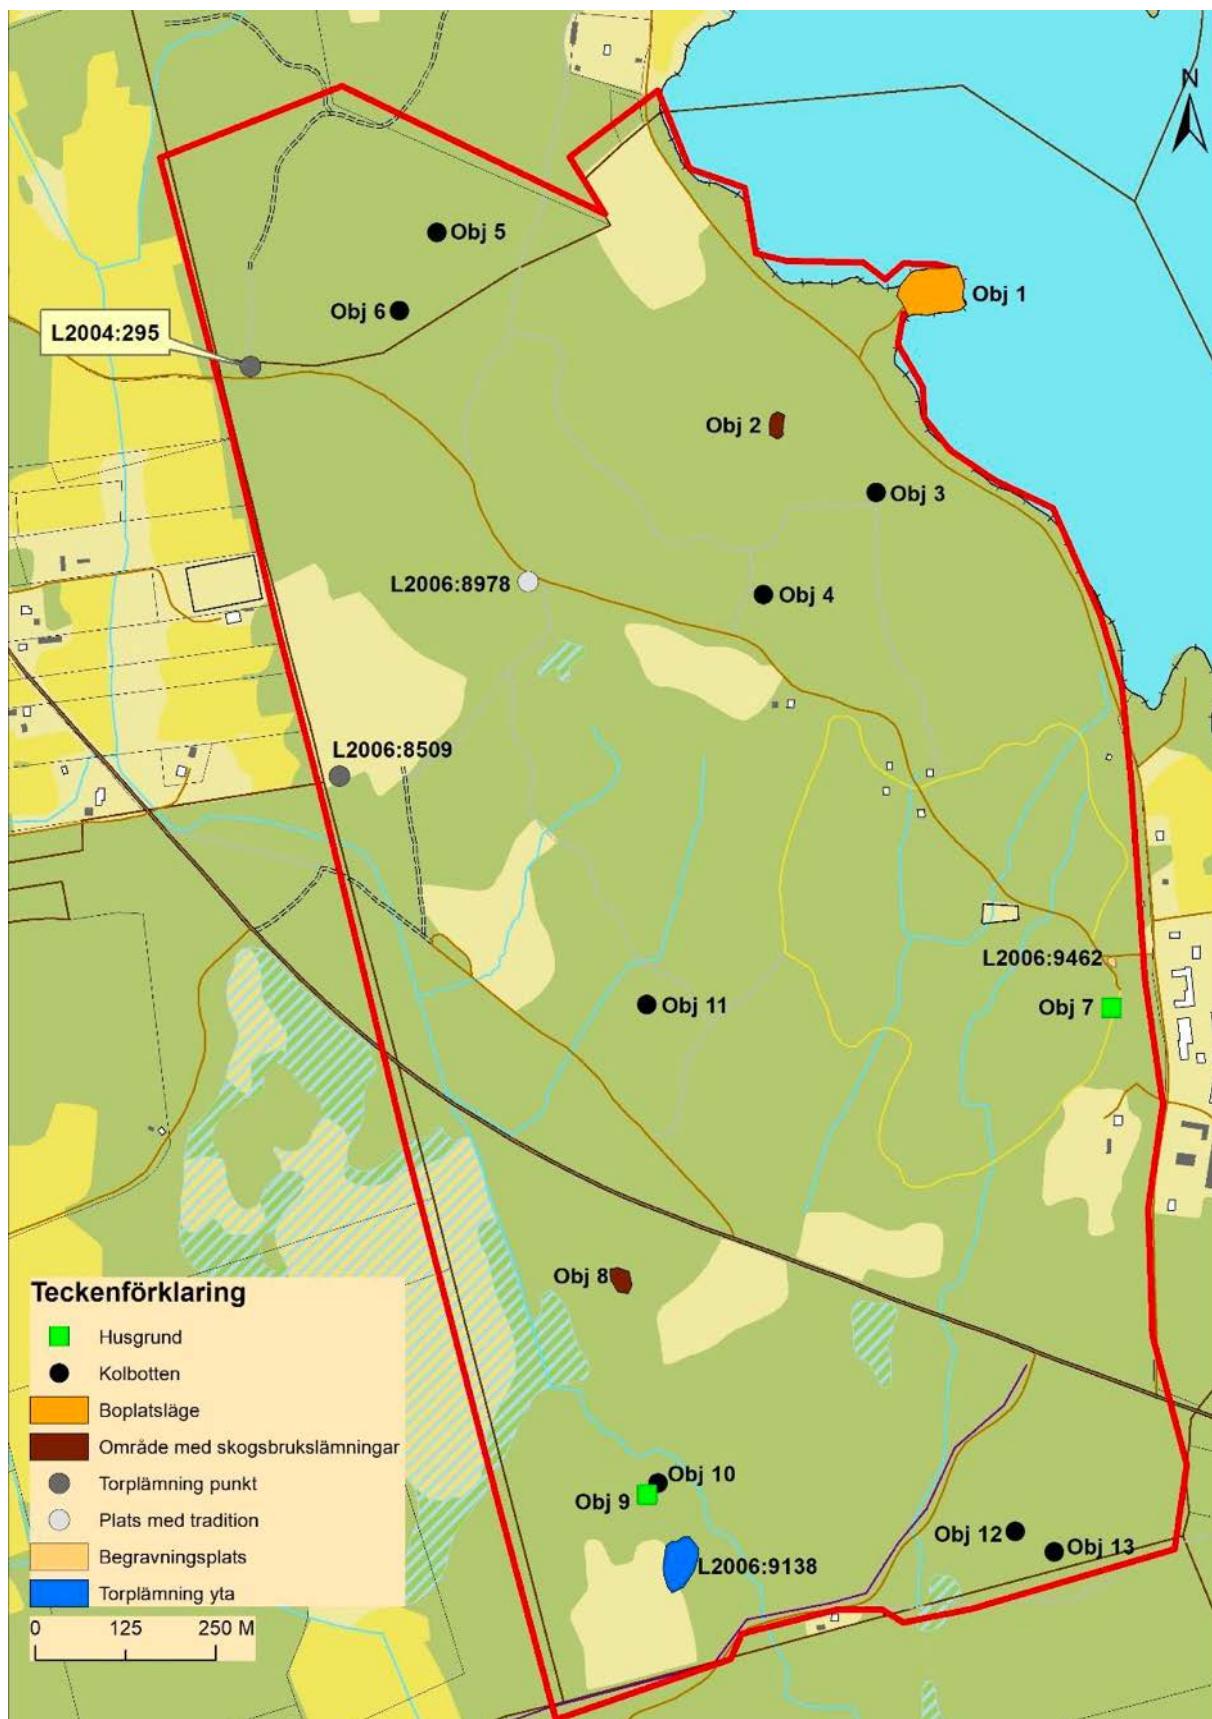 N
Obj 5
Obj 1
Obj 6
L2004:295
Obj 2
Obj 3
L2006:8978
Obj 4
L2006:8509
L2006:9462
Obj 11
Obj 7
Obj 8
Teckenförklaring
Husgrund
Kolbotten
Boplatsläge
Område med skogsbrukslämningar
Torplämning punkt
Plats med tradition
Begravningsplats
Torplämning yta
0 125 250 M
Obj 10
Obj 9
Obj 12
Obj 13
L2006:9138